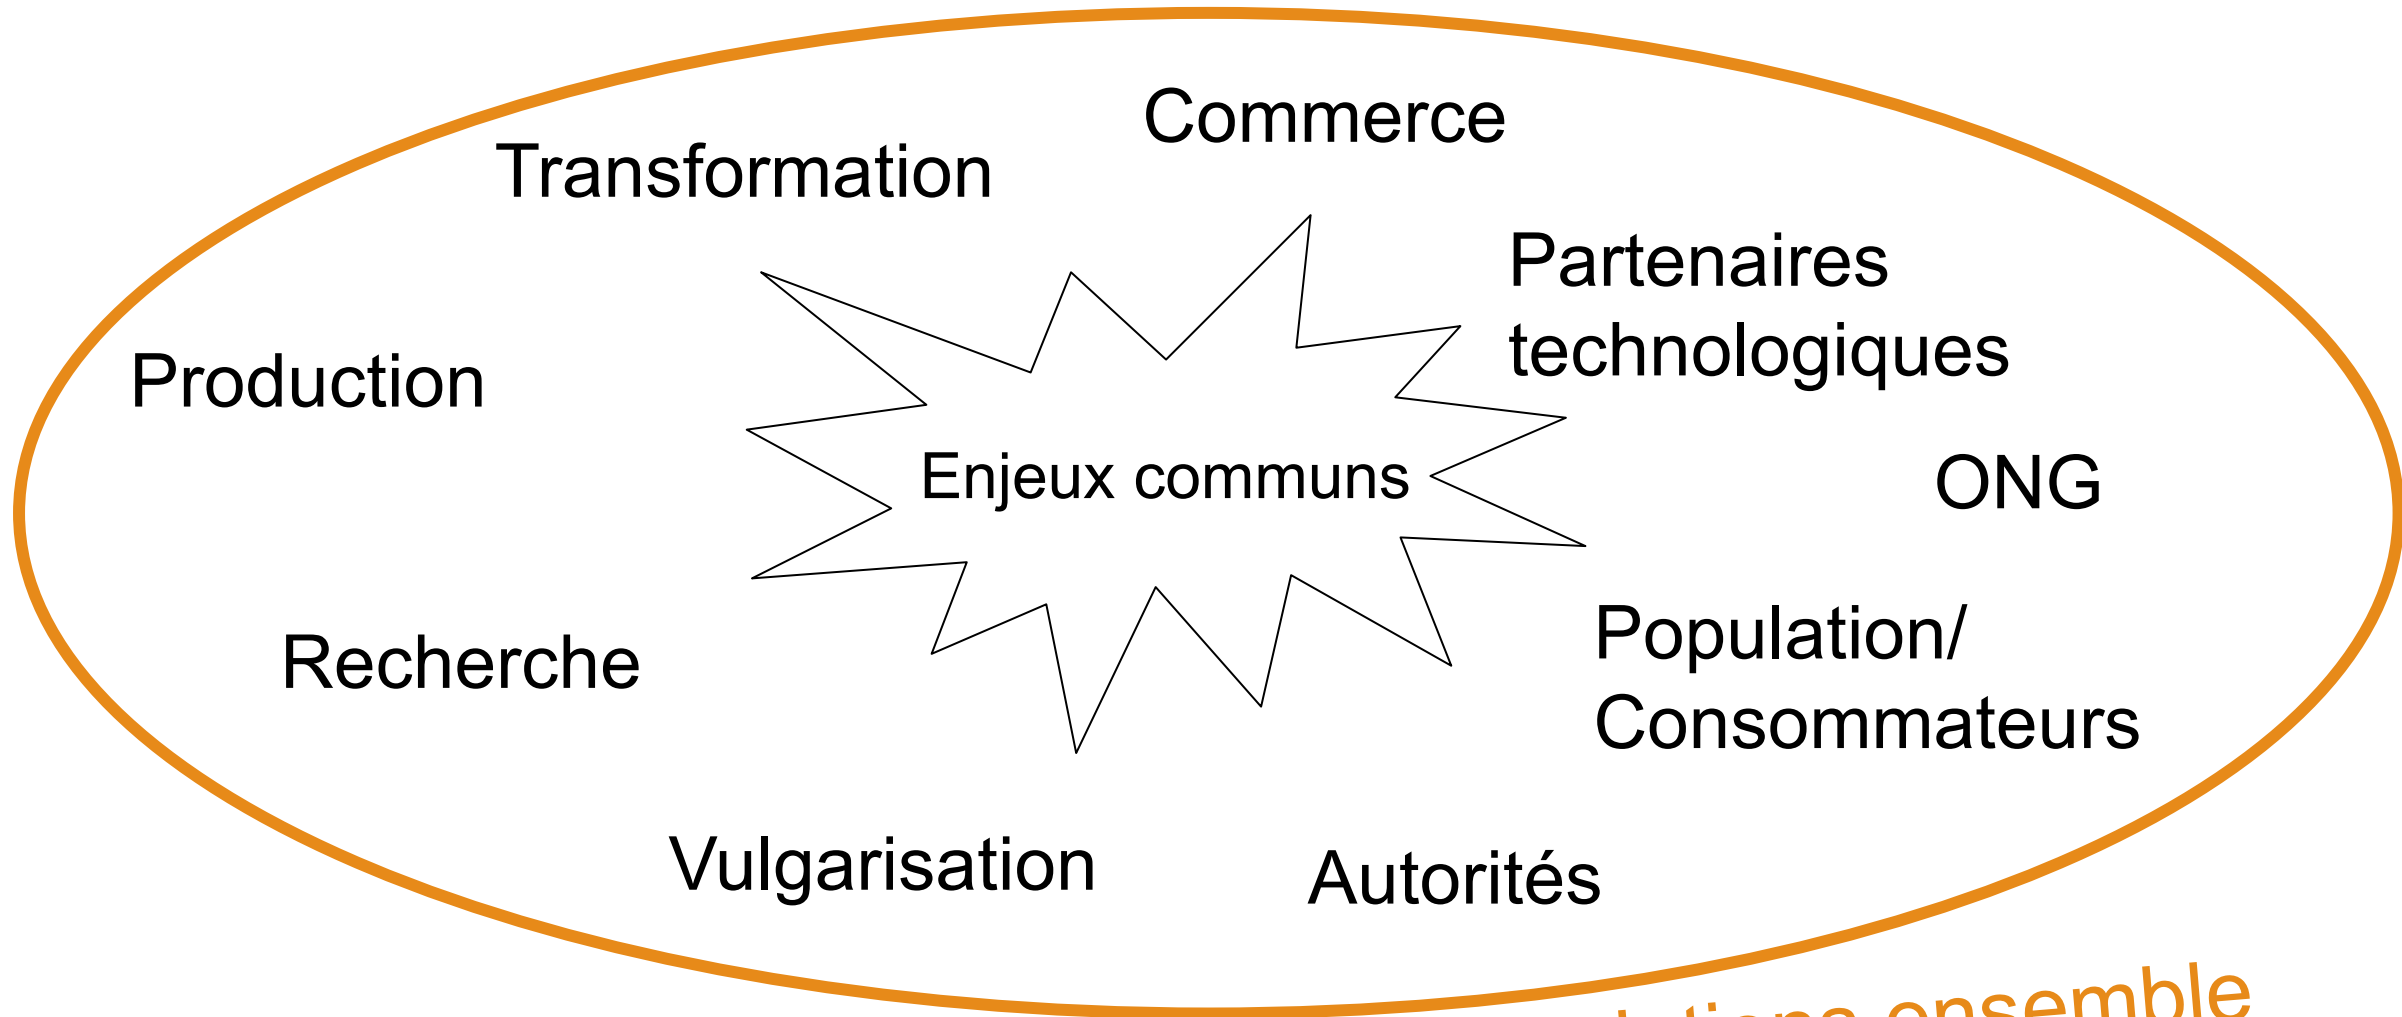 Commerce
Transformation
Partenaires
technologiques
Production
Enjeux communs
ONG
Population/
Consommateurs
Recherche
Vulgarisation
Autorités
ensemble